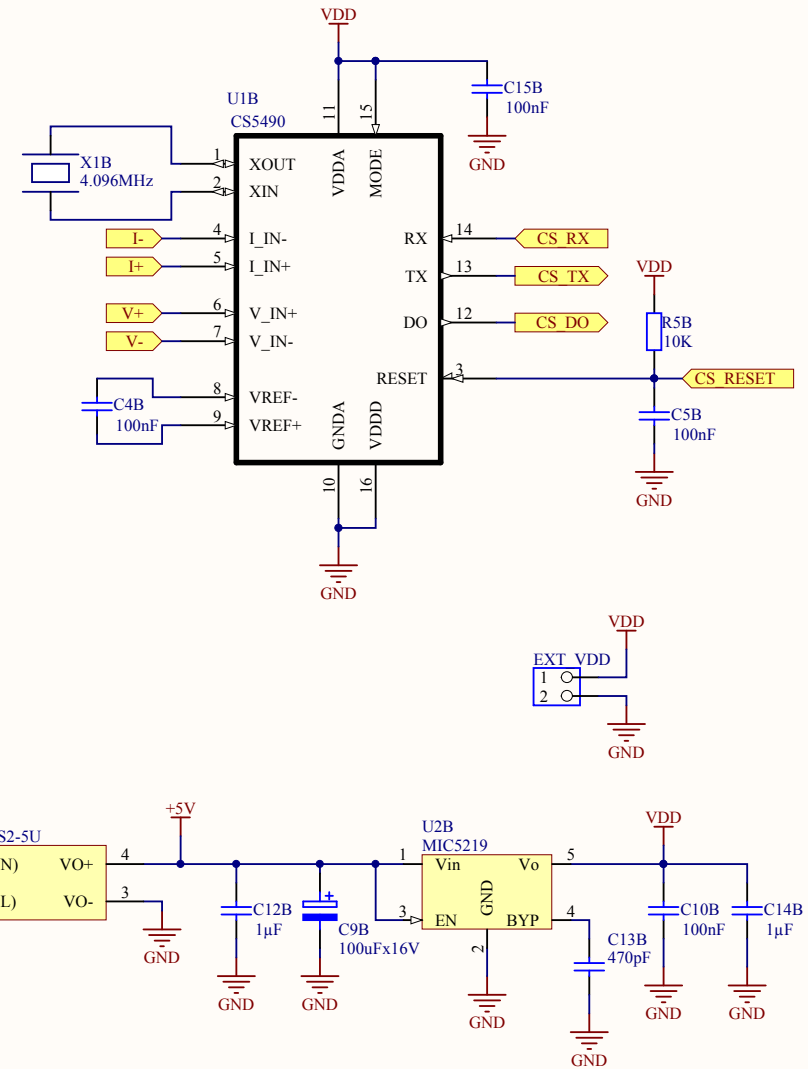 VDD
C15B
100nF
GND
U1B
CS5490
11
15
X1B
4.096MHz
1
XOUT
2
XIN
VDDA
MODE
I-
4
I_IN-
I+
5
I_IN+
V+
6
V_IN+
V-
7
V_IN-
8
VREF-
9
VREF+
C4B
100nF
RX
14
CS_RX
TX
13
CS_TX
DO
12
CS_DO
RESET
3
CS_RESET
VDD
R5B
10K
C5B
100nF
GND
GNDA
VDDD
10
16
GND
VDD
EXT_VDD
1
2
GND
S2-5U
N)
VO+
4
L)
VO-
3
GND
+5V
C12B
1µF
GND
+
C9B
100uFx16V
GND
U2B
MIC5219
1
Vin
Vo
5
3
EN
GND
BYP
4
2
GND
C13B
470pF
GND
VDD
C10B
100nF
GND
C14B
1µF
GND